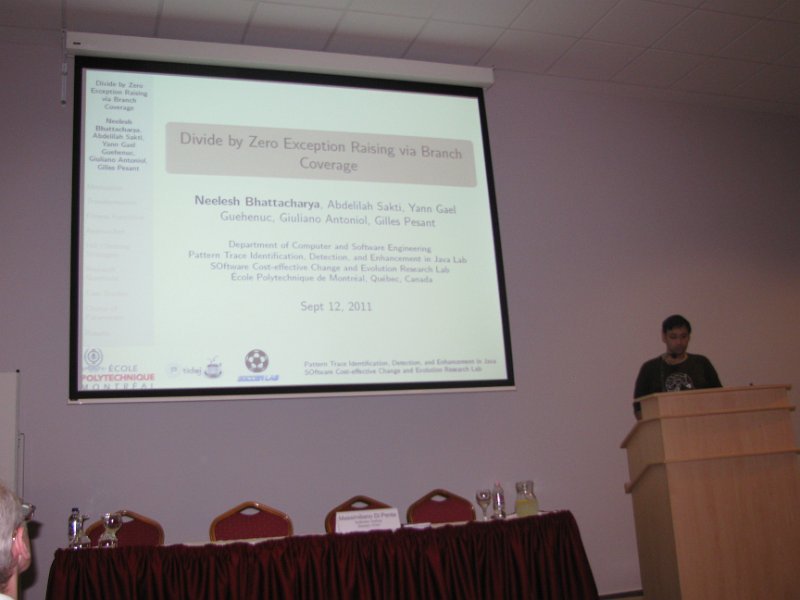 Divide by Zero
Exception Raising
via Branch
Coverage
Neelesh
Bhattacharya,
Abdelilah Sakti,
Yann Gael
Guehenuc,
Giuliano Antoniol,
Gilles Pesant
Divide by Zero Exception Raising via Branch
Coverage
Neelesh Bhattacharya, Abdelilah Sakti, Yann Gael
Guehenuc, Giuliano Antoniol, Gilles Pesant
Department of Computer and Software Engineering
Pattern Trace Identification, Detection, and Enhancement in Java Lab
SOftware Cost-effective Change and Evolution Research Lab
École Polytechnique de Montréal, Québec, Canada
Sept 12, 2011
ÉCOLE
POLYTECHNIQUE
MONTRÉAL
SOCCER LAB
Pattern Trace Identification, Detection, and Enhancement in Java
SOftware Cost-effective Change and Evolution Research Lab
Massimiliano Di Penta